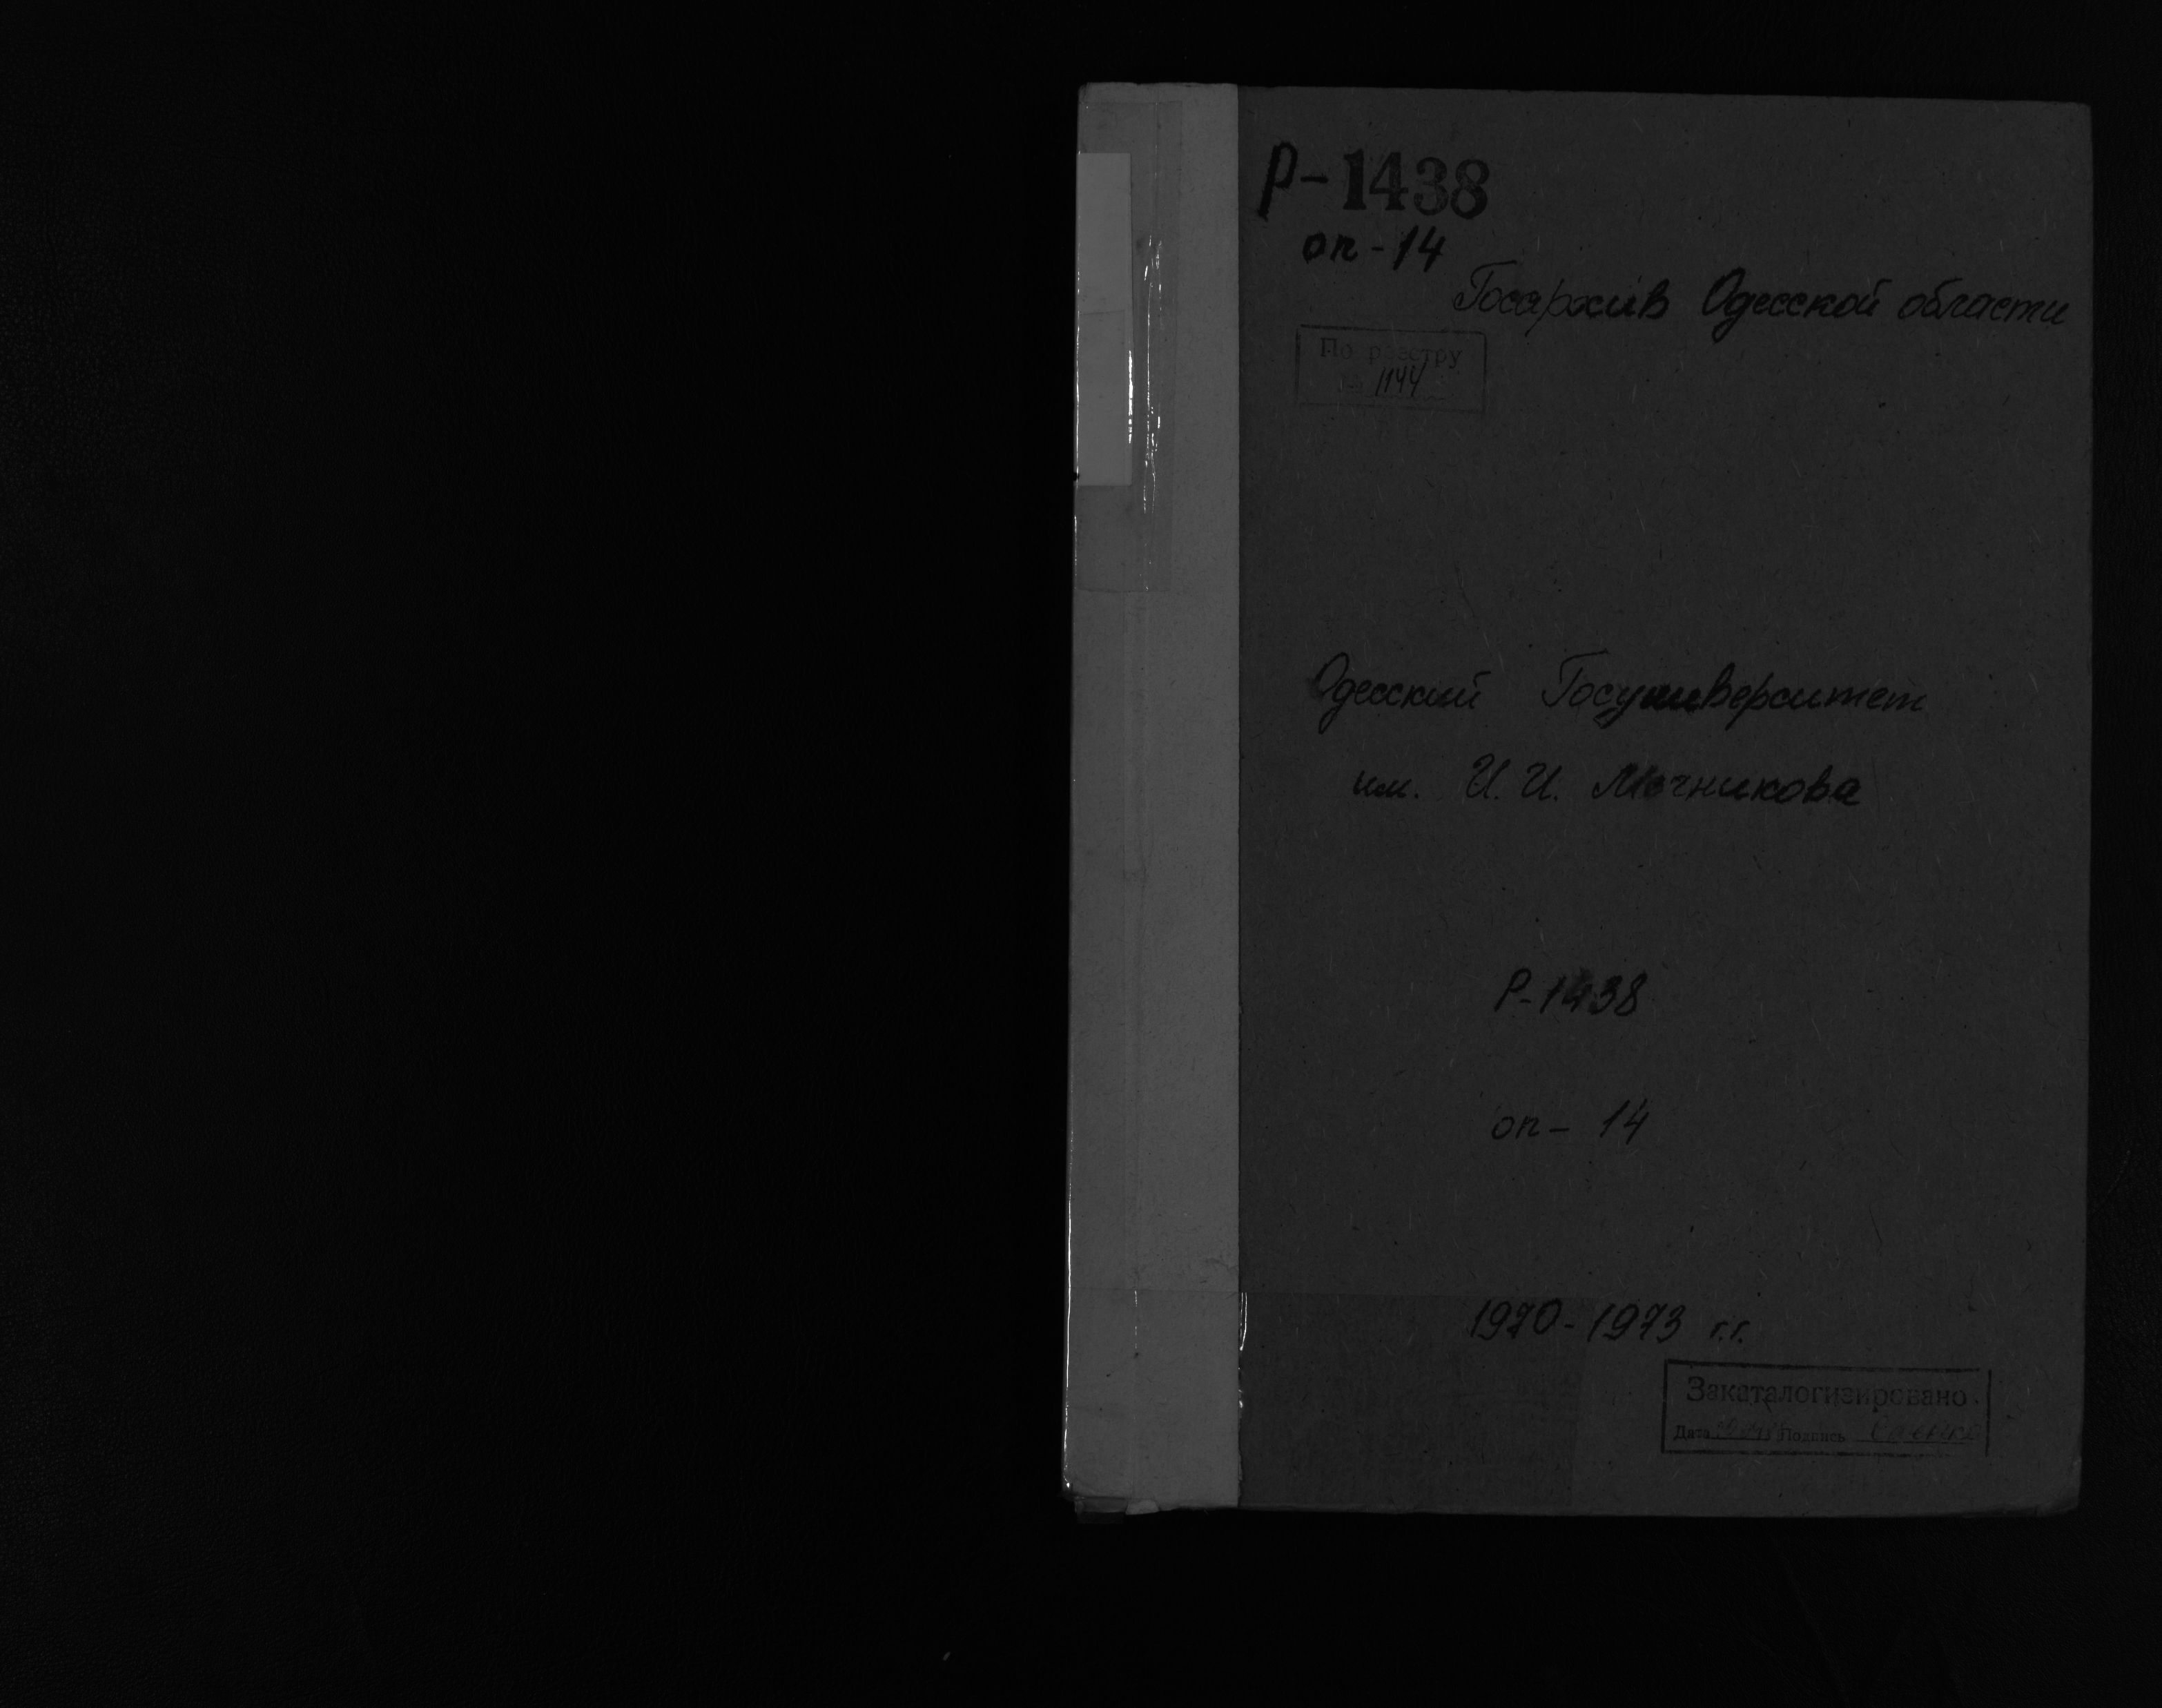 Р-1438
оп-14
Госархив Одесской области
По реестру
1144
Одесский Госуниверситет
им. И. И. Мечникова
Р-1438
оп- 14
1970-1973 г.г.
Закаталогизировано
Дата Подпись